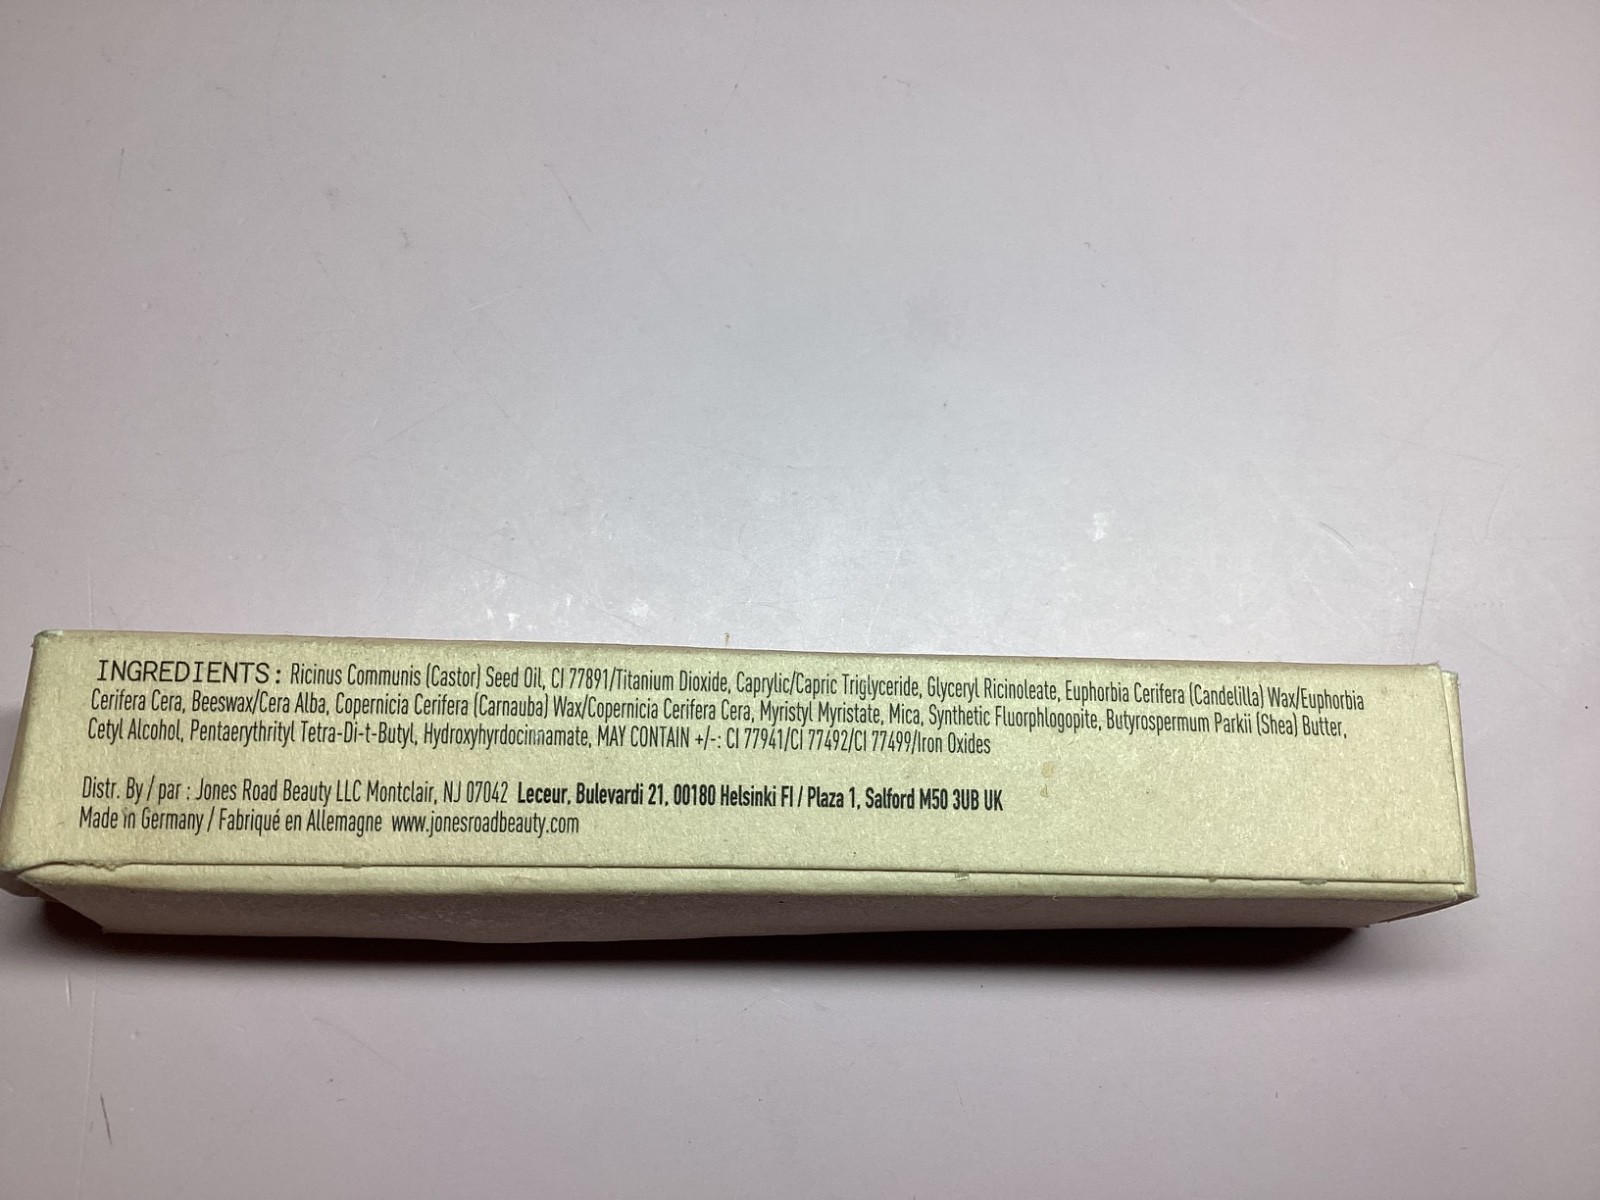 INGREDIENTS: Ricinus Communis (Castor) Seed Oil, CI 77891/Titanium Dioxide, Caprylic/Capric Triglyceride, Glyceryl Ricinoleate, Euphorbia Cerifera (Candelilla) Wax/Euphorbia
Cerifera Cera, Beeswax/Cera Alba, Copernicia Cerifera (Carnauba) Wax/Copernicia Cerifera Cera, Myristyl Myristate, Mica, Synthetic Fluorphlogopite, Butyrospermum Parkii (Shea) Butter,
Cetyl Alcohol, Pentaerythrityl Tetra-Di-t-Butyl, Hydroxyhyrdocinnamate, MAY CONTAIN +/-: CI 77941/CI 77492/CI 77499/Iron Oxides
Distr. By / par : Jones Road Beauty LLC Montclair, NJ 07042 Leceur, Bulevardi 21, 00180 Helsinki FI / Plaza 1, Salford M50 3UB UK
Made in Germany / Fabriqué en Allemagne www.jonesroadbeauty.com